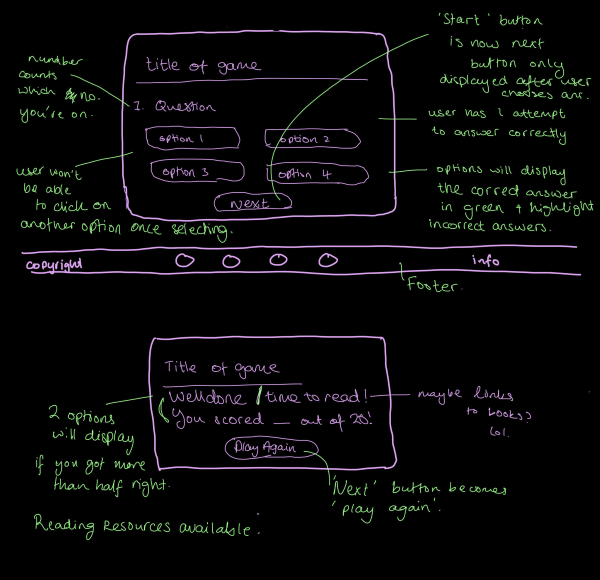 'Start' button
is now next
button only
displayed after user
chooses ans.
number
counts
which no.
you're on.
title of game
1. Question
option 1
option 2
option 3
option 4
Next
user has 1 attempt
to answer correctly
user won't
be able
to click on
another option once selecting.
options will display
the correct answer
in green & highlight
incorrect answers.
copyright
info
Footer.
Title of game
Welldone / time to read!
You scored __ out of 20!
Play Again
2 options
will display
if you got more
than half right.
maybe links
to books?
lol.
'Next' button becomes
'play again'.
Reading Resources available: